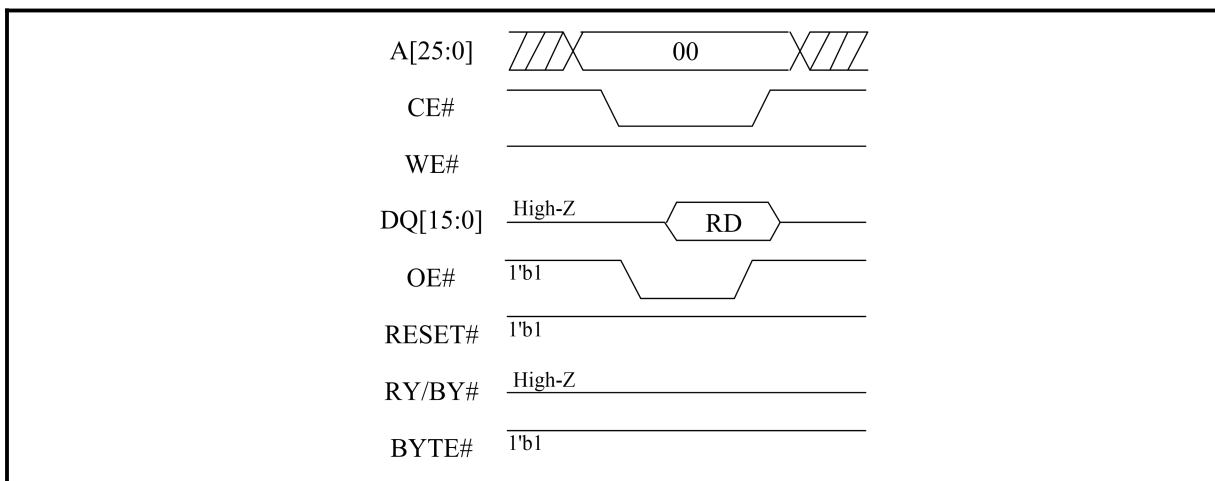 A[25:0] 00
CE#
WE#
DQ[15:0] High-Z RD
OE# 1'b1
RESET# 1'b1
RY/BY# High-Z
BYTE# 1'b1